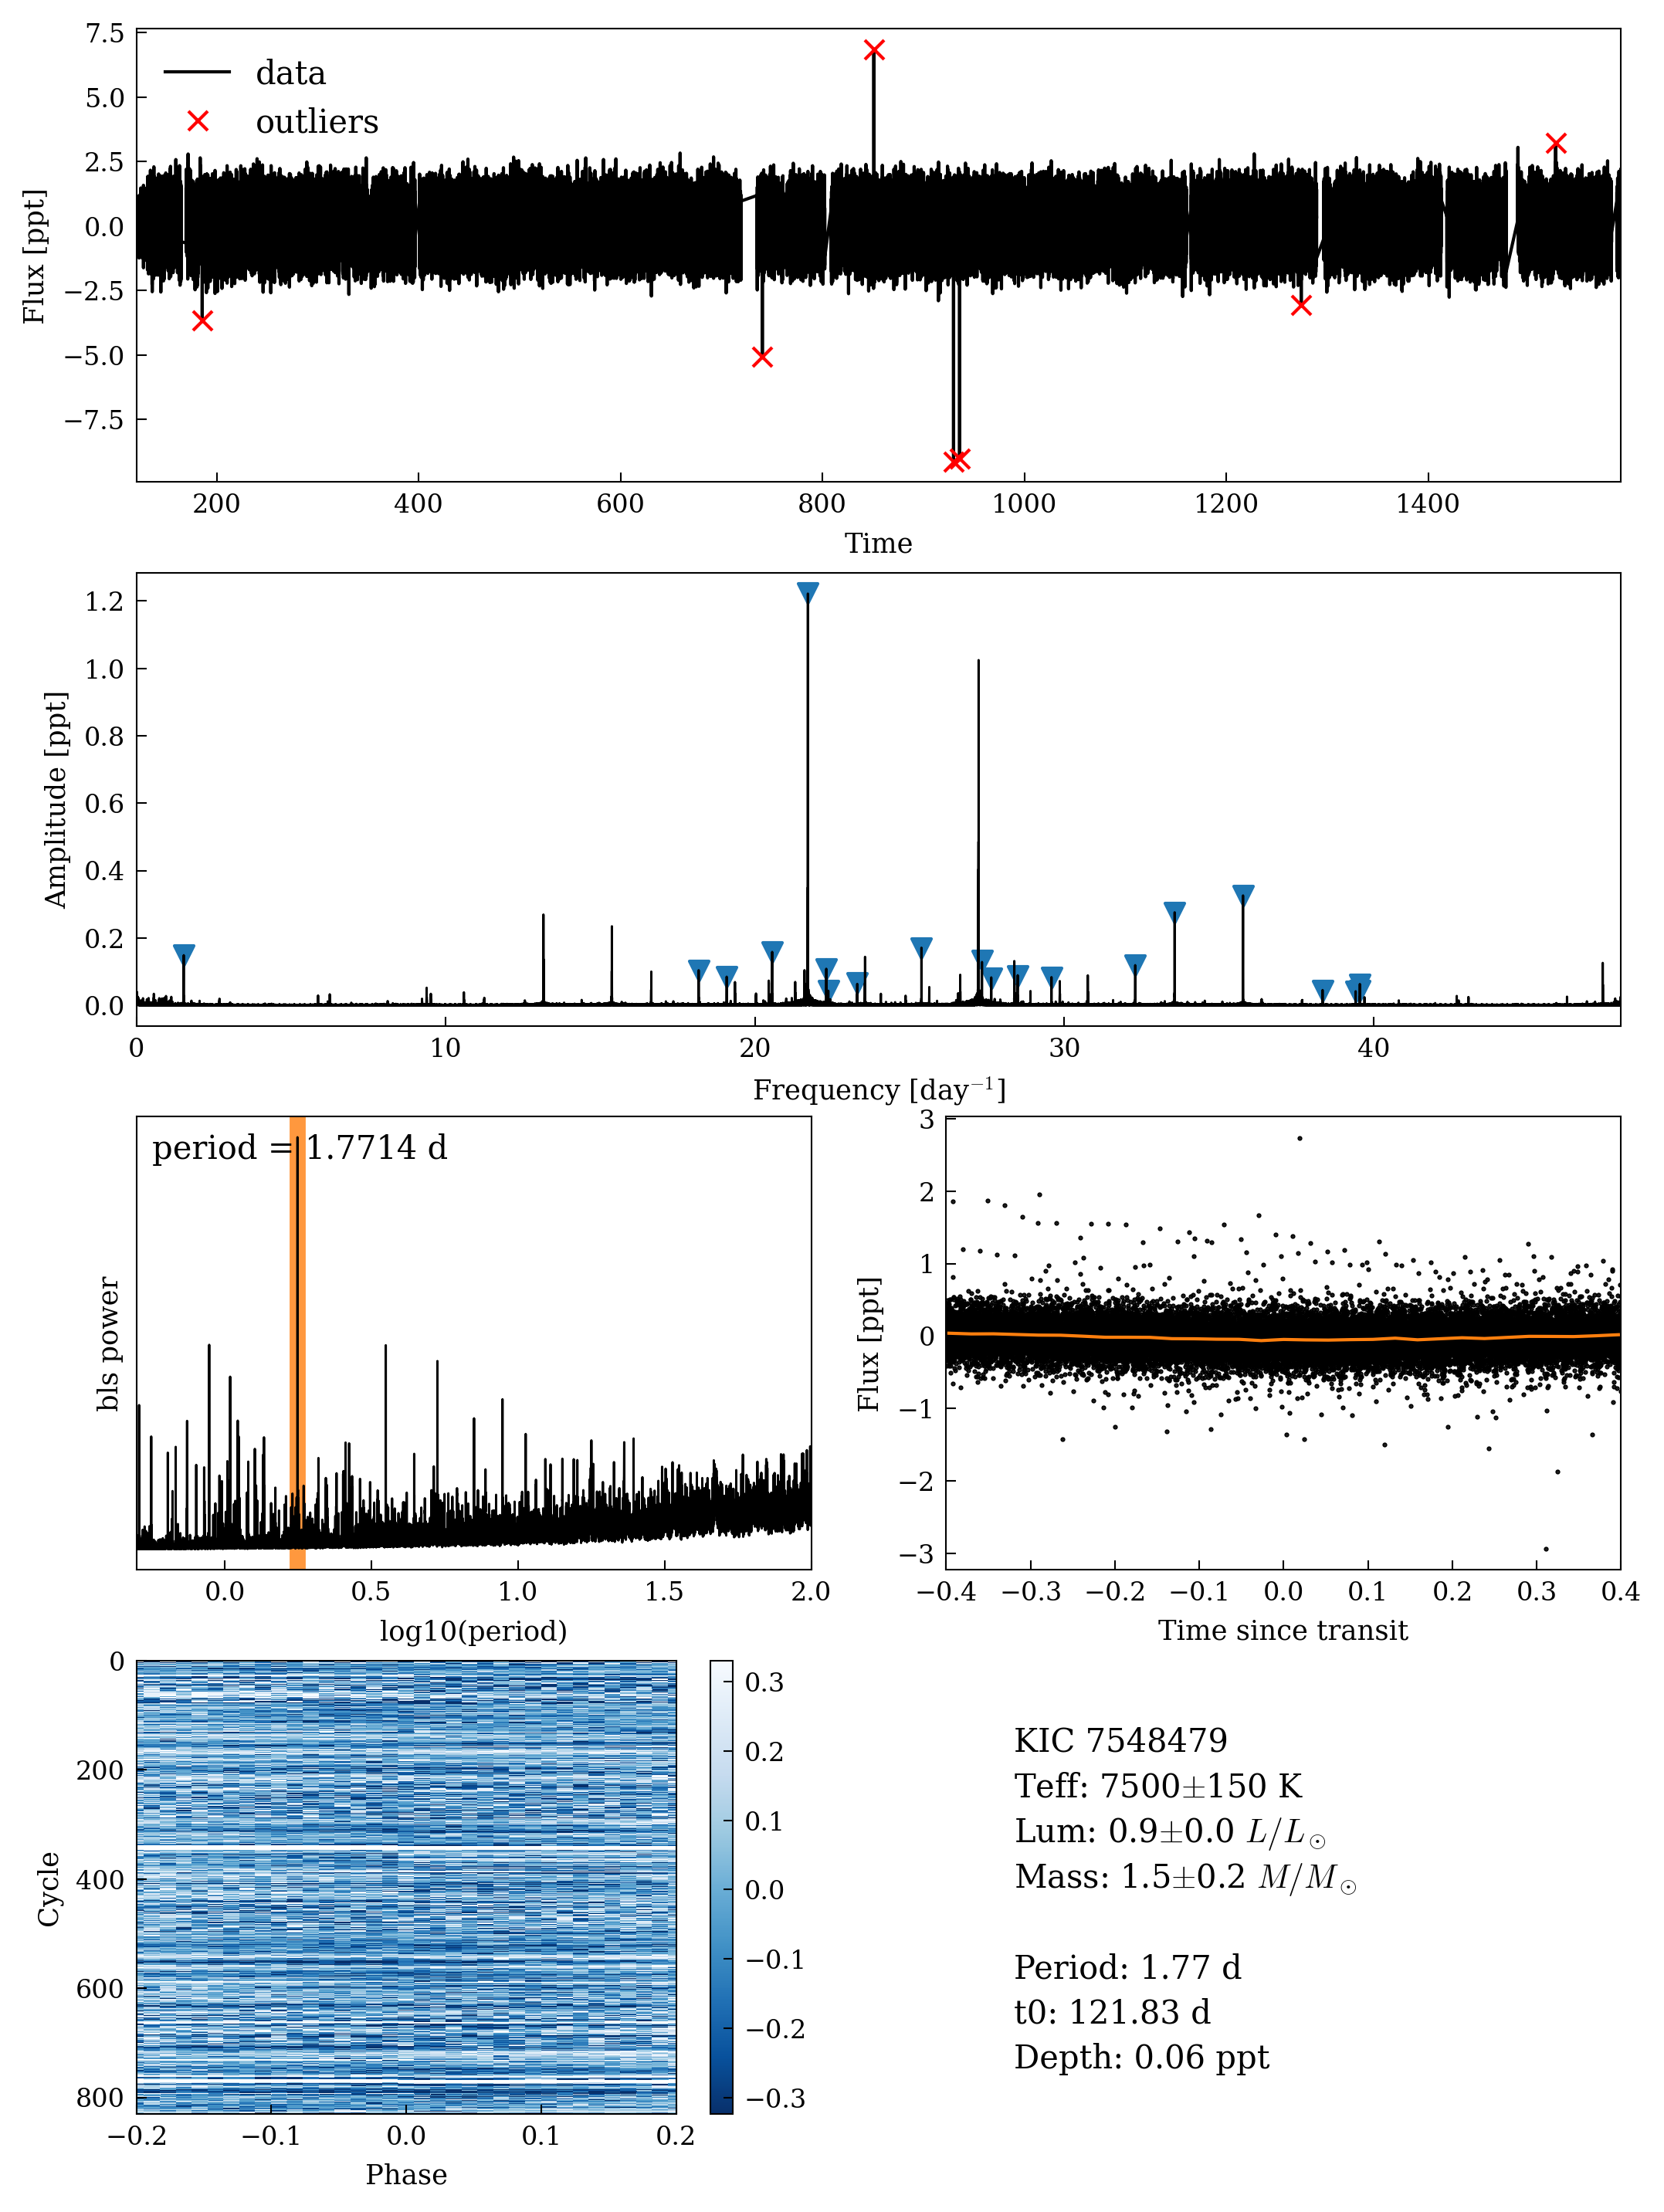 7.5
5.0
2.5
0.0
−2.5
−5.0
−7.5
Flux [ppt]
data
outliers
200 400 600 800 1000 1200 1400
Time
1.2
1.0
0.8
0.6
0.4
0.2
0.0
Amplitude [ppt]
0 10 20 30 40
Frequency [day⁻¹]
period = 1.7714 d
bls power
0.0 0.5 1.0 1.5 2.0
log10(period)
3
2
1
0
−1
−2
−3
Flux [ppt]
−0.4 −0.3 −0.2 −0.1 0.0 0.1 0.2 0.3 0.4
Time since transit
0
200
400
600
800
Cycle
−0.2 −0.1 0.0 0.1 0.2
Phase
0.3
0.2
0.1
0.0
−0.1
−0.2
−0.3
KIC 7548479
Teff: 7500±150 K
Lum: 0.9±0.0 L/L⊙
Mass: 1.5±0.2 M/M⊙
Period: 1.77 d
t0: 121.83 d
Depth: 0.06 ppt